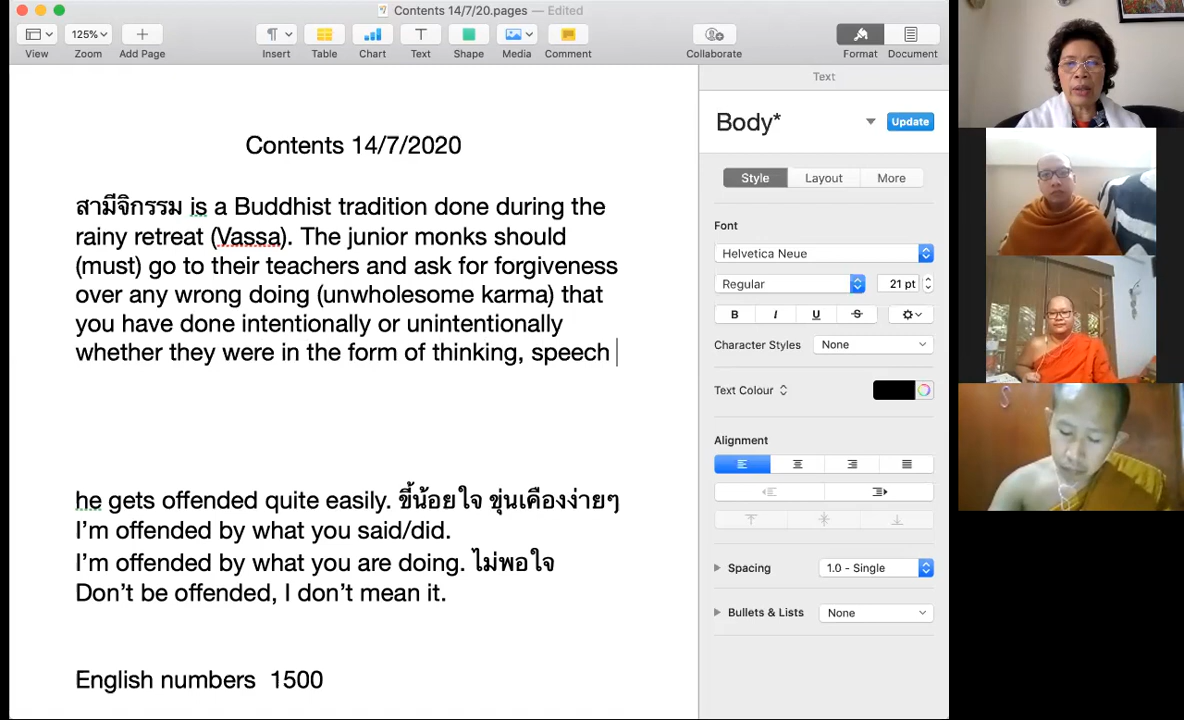 Contents 14/7/20.pages — Edited
View
125%
Zoom
Add Page
Insert
Table
Chart
Text
Shape
Media
Comment
Collaborate
Format
Document
Contents 14/7/2020
สามีจิกรรม is a Buddhist tradition done during the
rainy retreat (Vassa). The junior monks should
(must) go to their teachers and ask for forgiveness
over any wrong doing (unwholesome karma) that
you have done intentionally or unintentionally
whether they were in the form of thinking, speech
he gets offended quite easily. ขี้น้อยใจ ขุ่นเคืองง่ายๆ
I'm offended by what you said/did.
I'm offended by what you are doing. ไม่พอใจ
Don't be offended, I don't mean it.
English numbers 1500
Text
Body*
Update
Style
Layout
More
Font
Helvetica Neue
Regular
21 pt
B I U S
Character Styles
None
Text Colour
Alignment
Spacing
1.0 - Single
Bullets & Lists
None